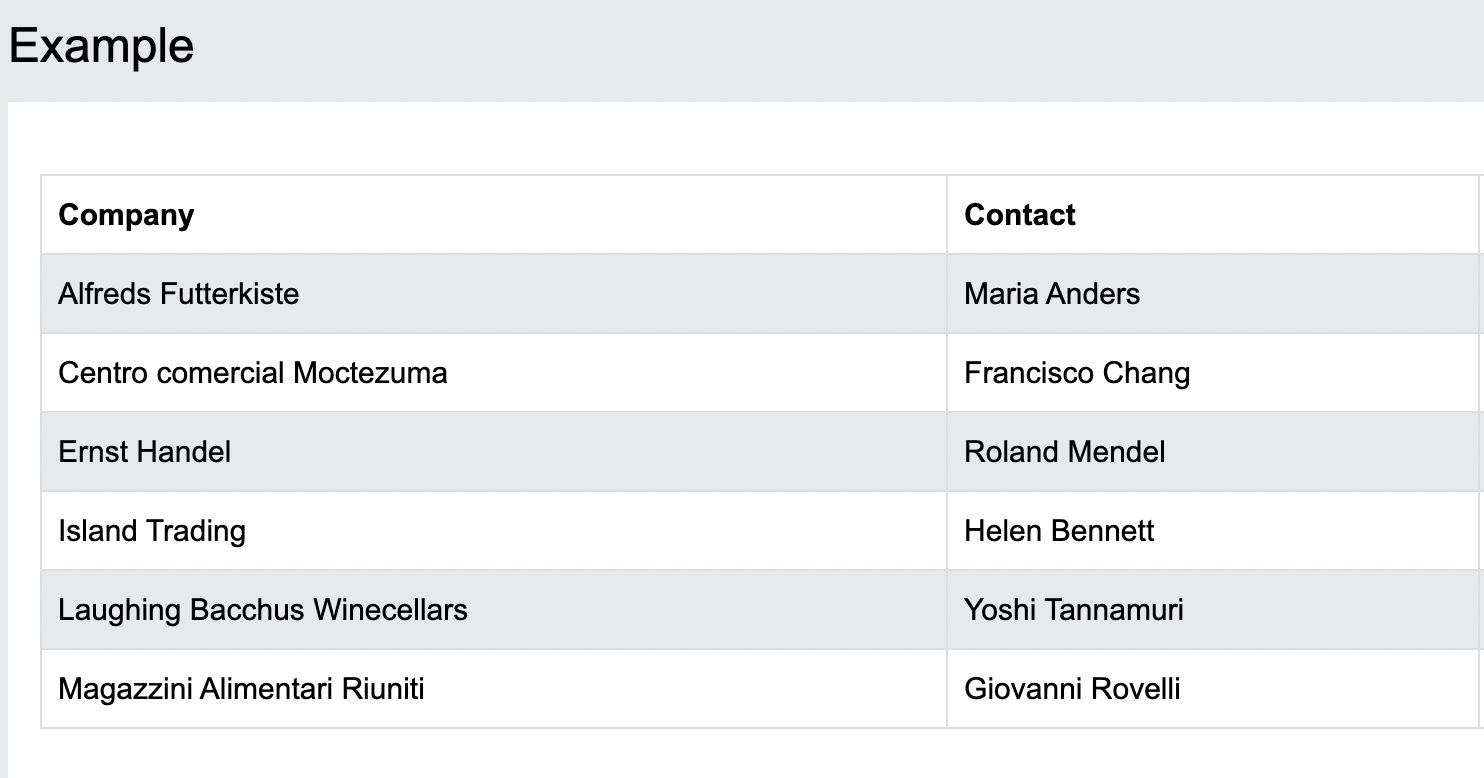 Example
Company Contact
Alfreds Futterkiste Maria Anders
Centro comercial Moctezuma Francisco Chang
Ernst Handel Roland Mendel
Island Trading Helen Bennett
Laughing Bacchus Winecellars Yoshi Tannamuri
Magazzini Alimentari Riuniti Giovanni Rovelli